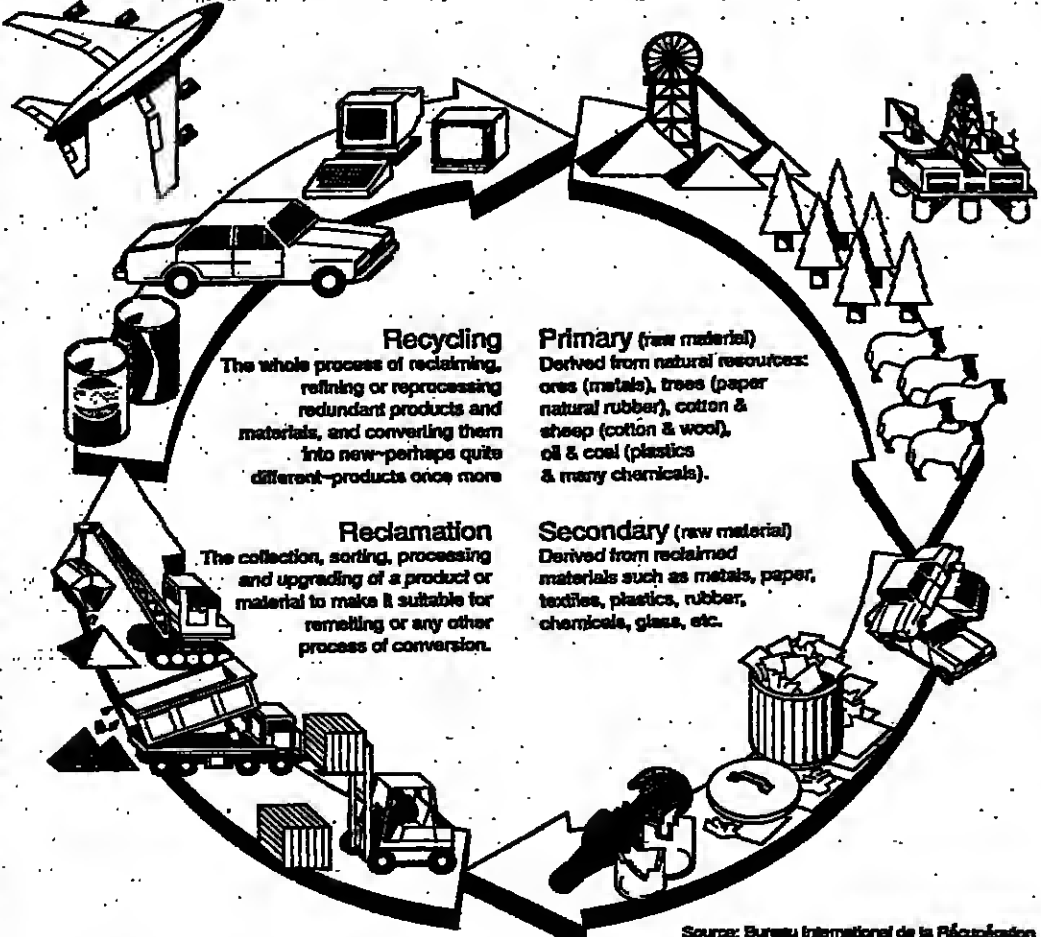 Recycling
The whole process of reclaiming,
refining or reprocessing
redundant products and
materials, and converting them
into new~perhaps quite
different~products once more
Primary (raw material)
Derived from natural resources:
ores (metals), trees (paper
natural rubber), cotton &
sheep (cotton & wool),
oil & coal (plastics
& many chemicals).
Reclamation
The collection, sorting, processing
and upgrading of a product or
material to make it suitable for
remelting or any other
process of conversion.
Secondary (raw material)
Derived from reclaimed
materials such as metals, paper,
textiles, plastics, rubber,
chemicals, glass, etc.
Source: Bureau International de la Récupération